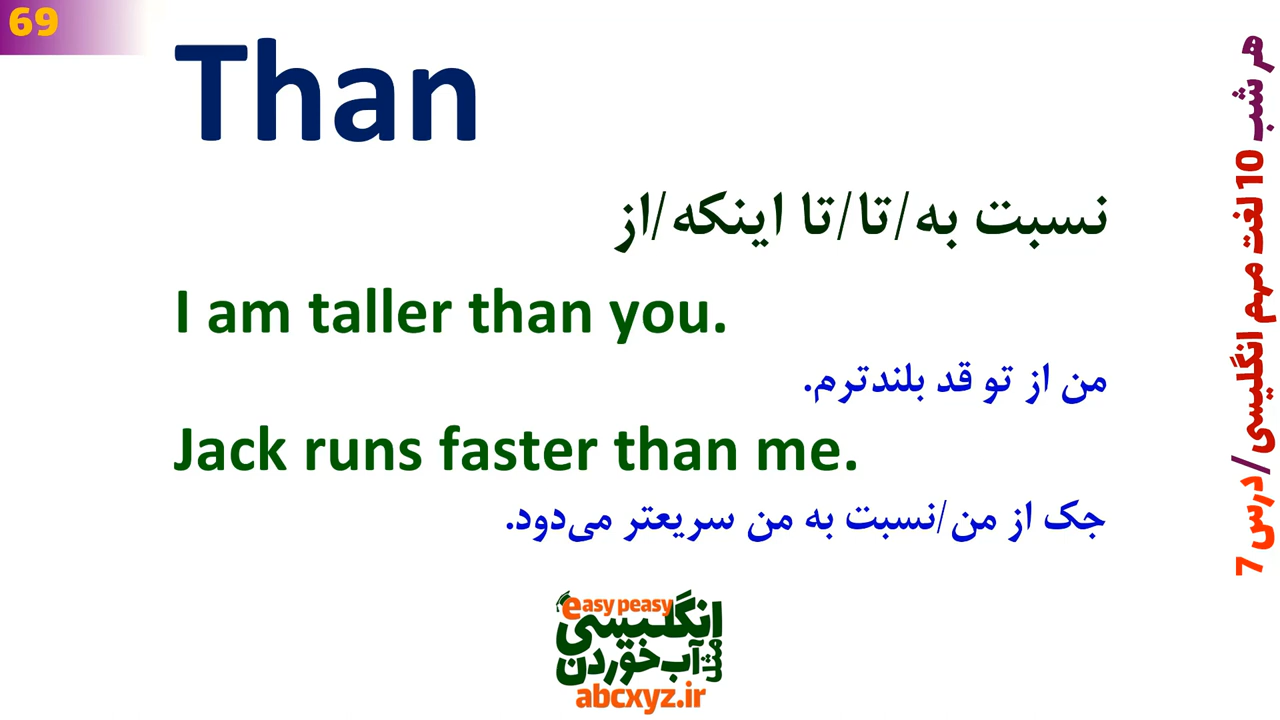 69
Than
نسبت به/تا/تا اینکه/از
I am taller than you.
من از تو قد بلندترم.
Jack runs faster than me.
جک از من/نسبت به من سریعتر می‌دود.
easy peasy
انگلیسی
مثل آب خوردن
abcxyz.ir
هر شب 10 لغت مهم انگلیسی/درس 7